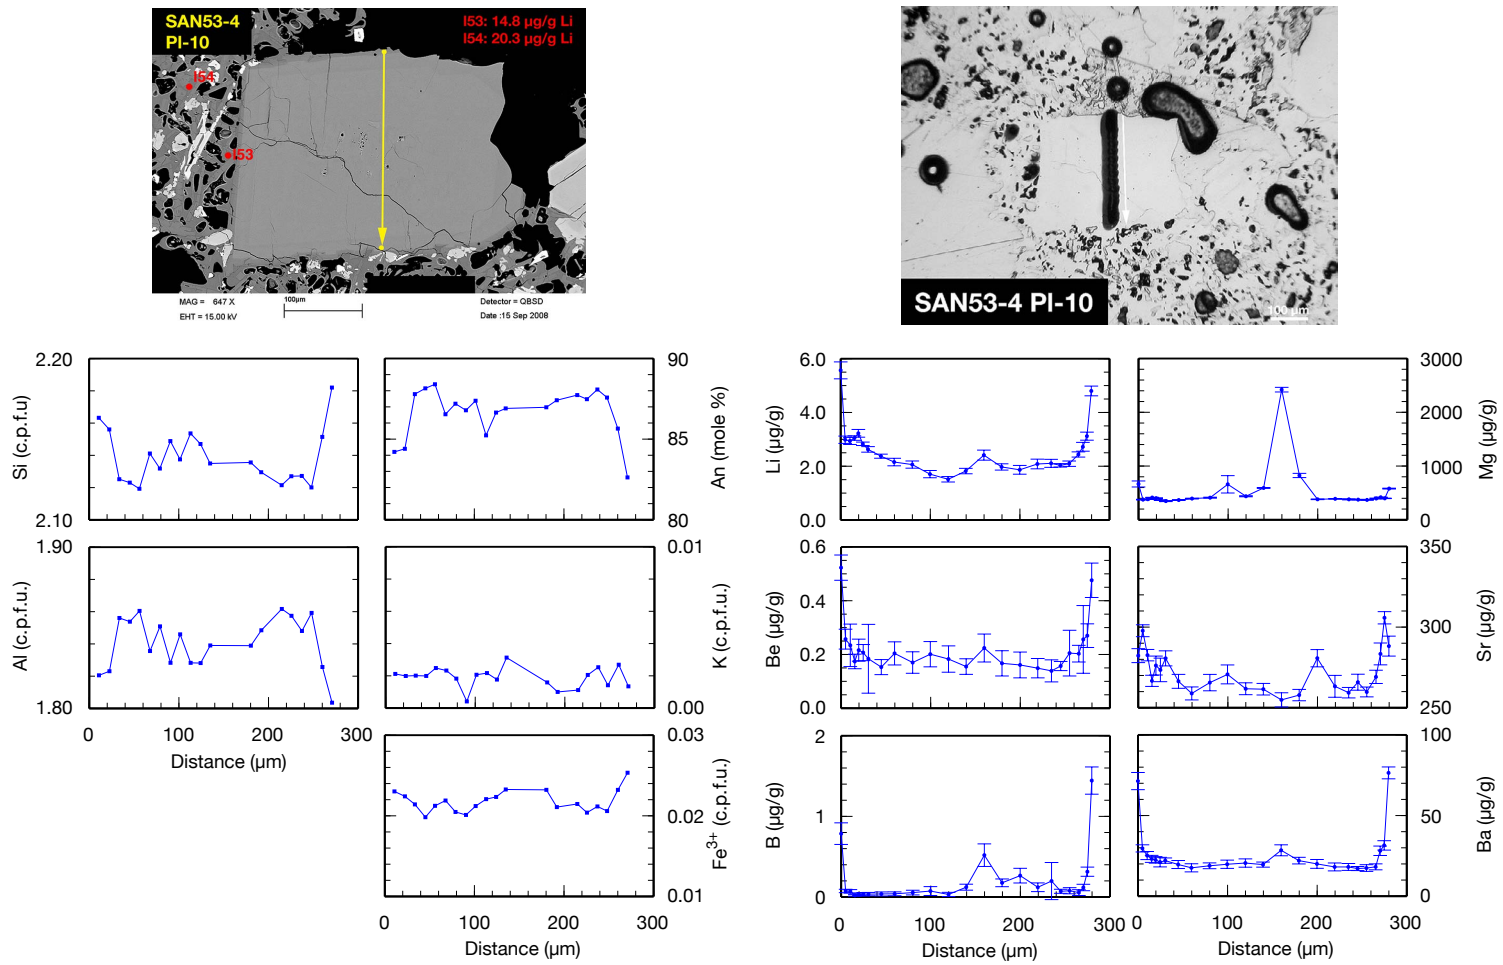 SAN53-4
PI-10
I53: 14.8 µg/g Li
I54: 20.3 µg/g Li
I54
I53
MAG = 647 X
EHT = 15.00 kV
100µm
Detector = QBSD
Date :15 Sep 2008
SAN53-4 PI-10
100 µm
2.20
2.10
Si (c.p.f.u)
90
85
80
An (mole %)
1.90
1.80
Al (c.p.f.u.)
0
100
200
300
Distance (µm)
0.01
0.00
K (c.p.f.u.)
0.03
0.02
0.01
Fe3+ (c.p.f.u.)
0
100
200
300
Distance (µm)
6.0
4.0
2.0
0.0
Li (µg/g)
3000
2000
1000
0
Mg (µg/g)
0.6
0.4
0.2
0.0
Be (µg/g)
350
300
250
Sr (µg/g)
2
1
0
B (µg/g)
0
100
200
300
Distance (µm)
100
50
0
Ba (µg/g)
0
100
200
300
Distance (µm)